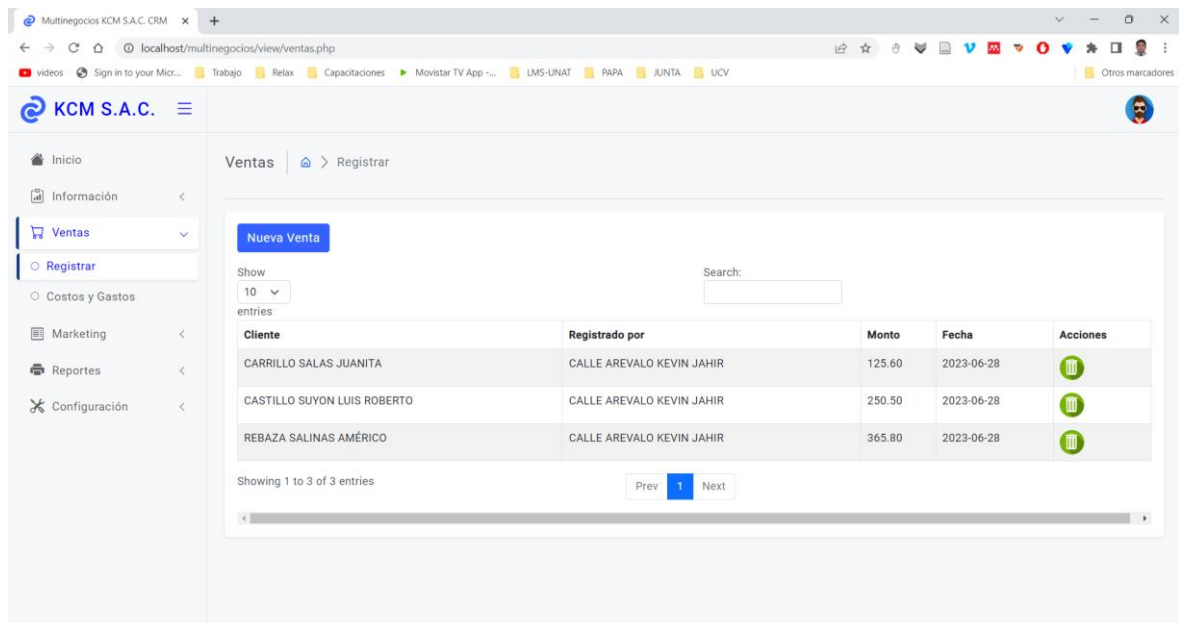 Multinegocios KCM S.A.C. CRM
localhost/multinegocios/view/ventas.php
videos Sign in to your Micr... Trabajo Relax Capacitaciones Movistar TV App -... LMS-UNAT PAPA JUNTA UCV Otros marcadores
KCM S.A.C.
Inicio
Información
Ventas
Registrar
Costos y Gastos
Marketing
Reportes
Configuración
Ventas > Registrar
Nueva Venta
Show
10
entries
Search:
Cliente Registrado por Monto Fecha Acciones
CARRILLO SALAS JUANITA CALLE AREVALO KEVIN JAHIR 125.60 2023-06-28
CASTILLO SUYON LUIS ROBERTO CALLE AREVALO KEVIN JAHIR 250.50 2023-06-28
REBAZA SALINAS AMÉRICO CALLE AREVALO KEVIN JAHIR 365.80 2023-06-28
Showing 1 to 3 of 3 entries
Prev 1 Next